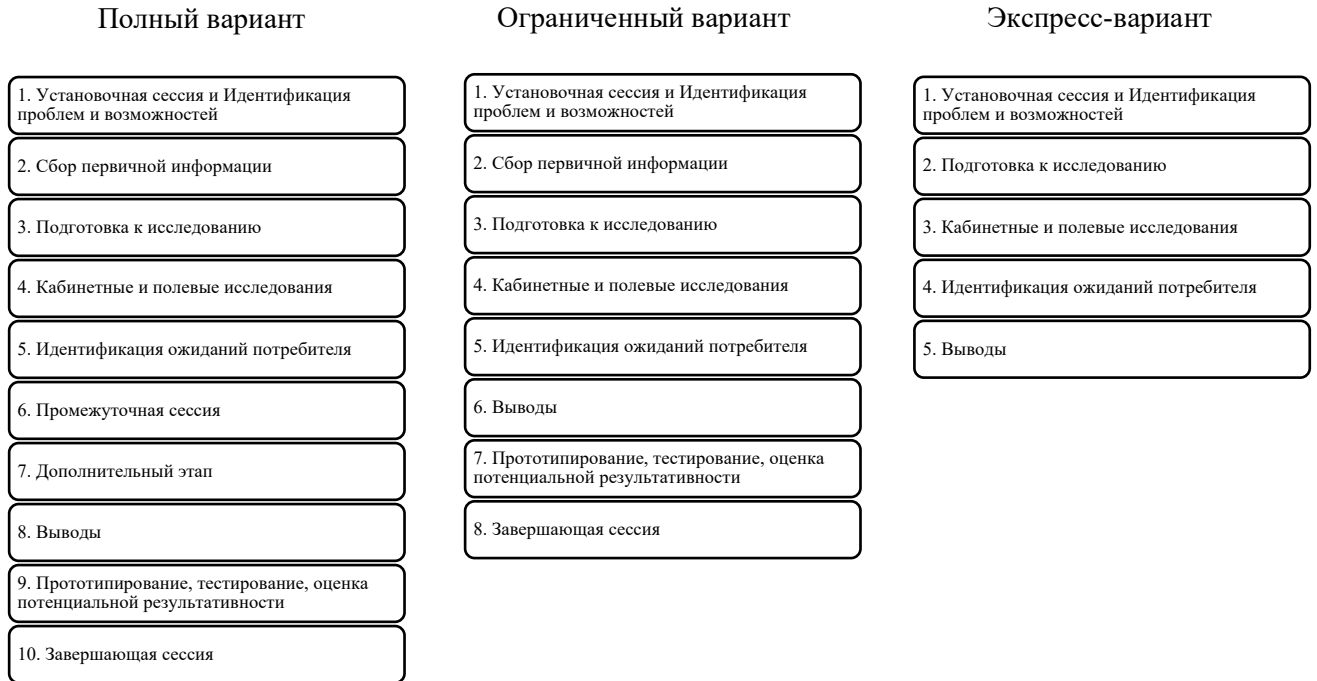 Полный вариант
1. Установочная сессия и Идентификация
проблем и возможностей
2. Сбор первичной информации
3. Подготовка к исследованию
4. Кабинетные и полевые исследования
5. Идентификация ожиданий потребителя
6. Промежуточная сессия
7. Дополнительный этап
8. Выводы
9. Прототипирование, тестирование, оценка
потенциальной результативности
10. Завершающая сессия
Ограниченный вариант
1. Установочная сессия и Идентификация
проблем и возможностей
2. Сбор первичной информации
3. Подготовка к исследованию
4. Кабинетные и полевые исследования
5. Идентификация ожиданий потребителя
6. Выводы
7. Прототипирование, тестирование, оценка
потенциальной результативности
8. Завершающая сессия
Экспресс-вариант
1. Установочная сессия и Идентификация
проблем и возможностей
2. Подготовка к исследованию
3. Кабинетные и полевые исследования
4. Идентификация ожиданий потребителя
5. Выводы